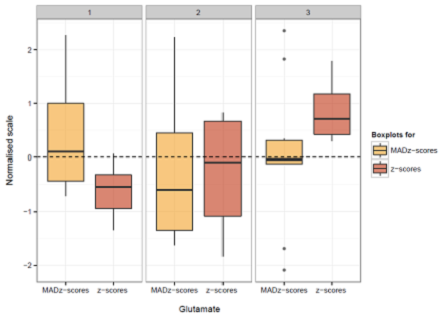 1 2 3
Normalised scale
2
1
0
−1
−2
MADz−scores z−scores MADz−scores z−scores MADz−scores z−scores
Glutamate
Boxplots for
MADz−scores
z−scores